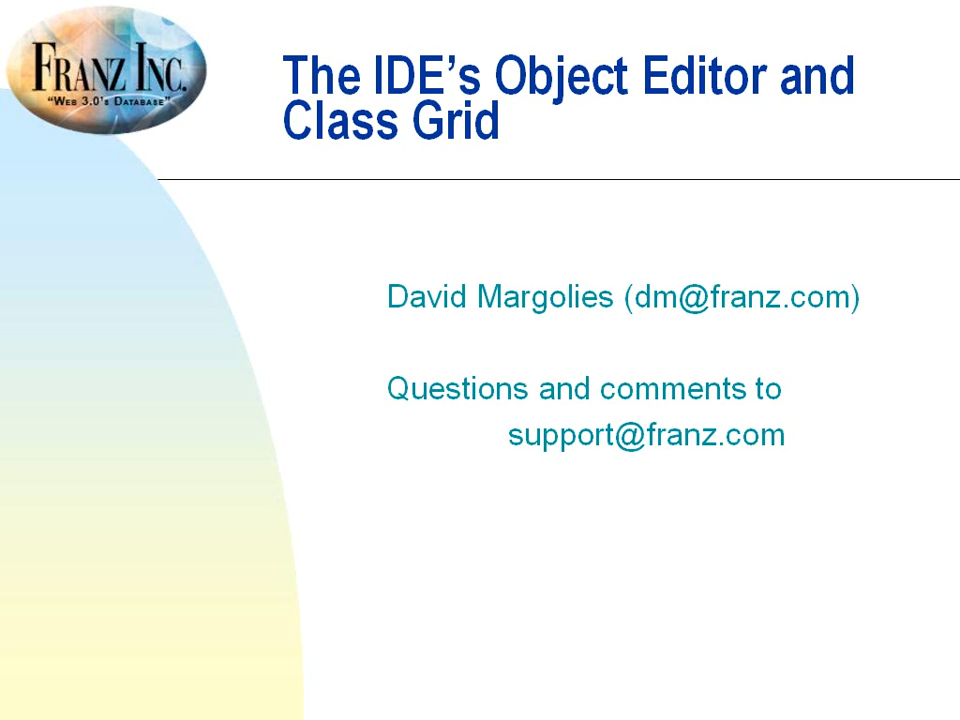 FRANZ INC.
"WEB 3.0'S DATABASE"
The IDE's Object Editor and
Class Grid
David Margolies (dm@franz.com)
Questions and comments to
support@franz.com